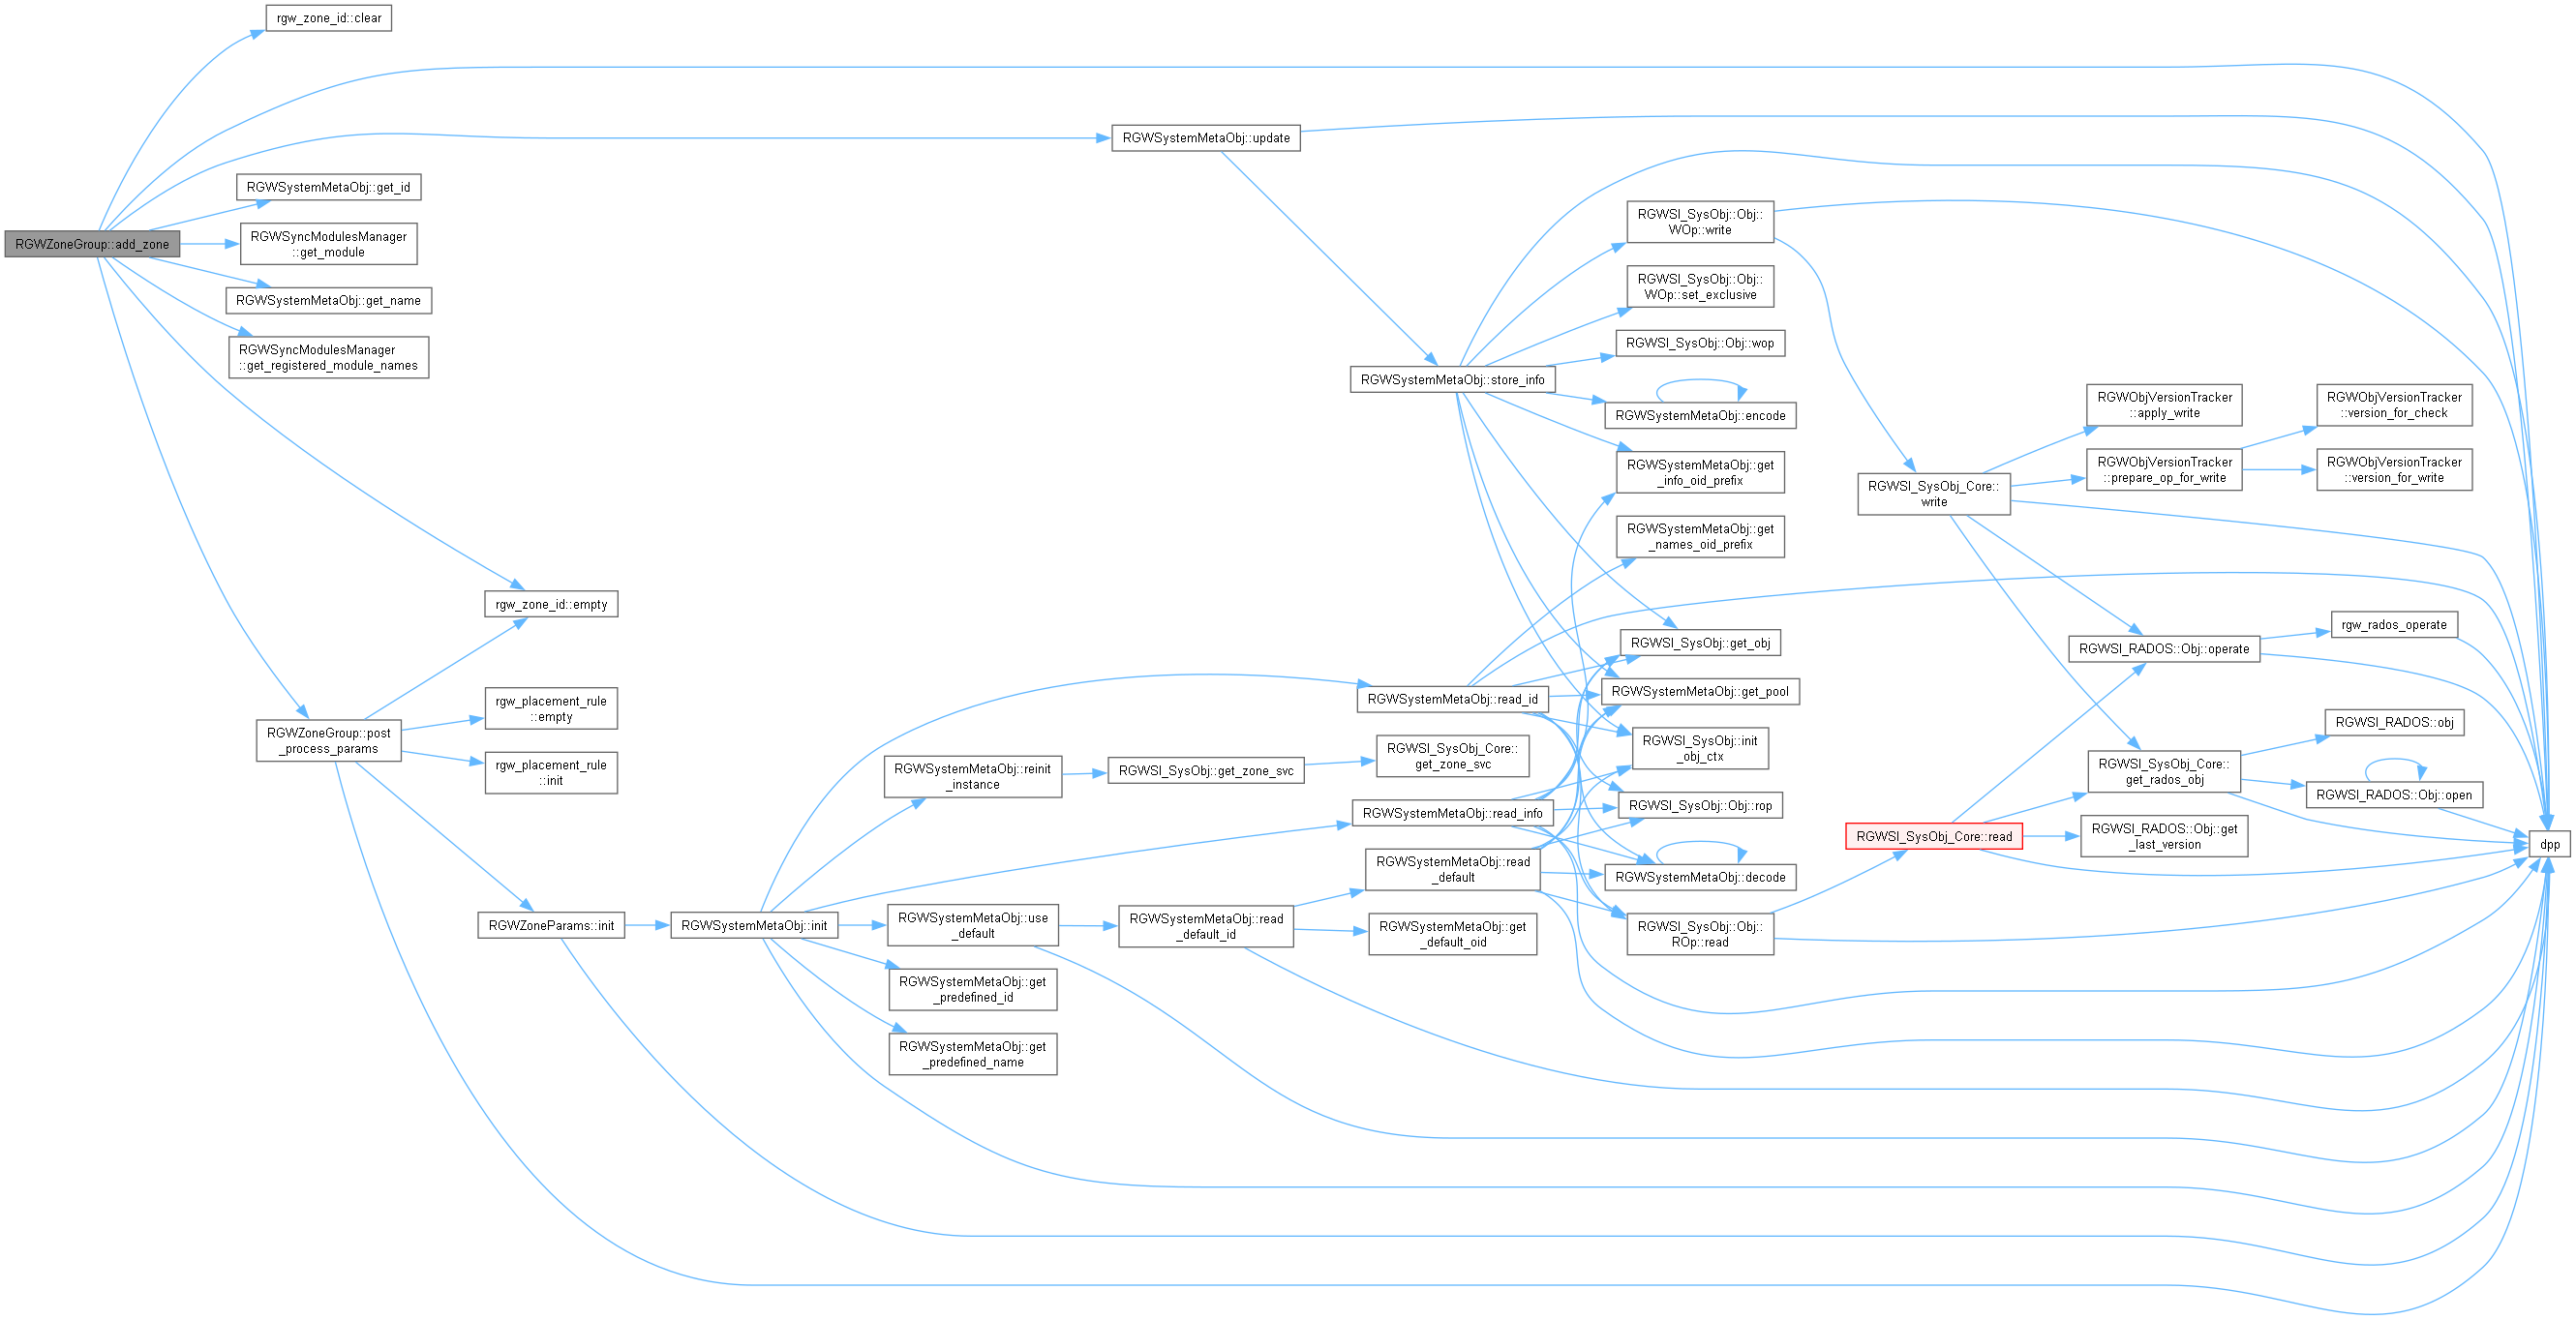 rgw_zone_id::clear
RGWSystemMetaObj::update
RGWSystemMetaObj::get_id
RGWZoneGroup::add_zone
RGWSyncModulesManager
::get_module
RGWSystemMetaObj::get_name
RGWSyncModulesManager
::get_registered_module_names
rgw_zone_id::empty
RGWZoneGroup::post
_process_params
rgw_placement_rule
::empty
rgw_placement_rule
::init
RGWZoneParams::init
RGWSystemMetaObj::init
RGWSystemMetaObj::reinit
_instance
RGWSI_SysObj::get_zone_svc
RGWSI_SysObj_Core::
get_zone_svc
RGWSystemMetaObj::use
_default
RGWSystemMetaObj::get
_predefined_id
RGWSystemMetaObj::get
_predefined_name
RGWSystemMetaObj::read
_default_id
RGWSystemMetaObj::store_info
RGWSystemMetaObj::read_id
RGWSystemMetaObj::read_info
RGWSystemMetaObj::read
_default
RGWSystemMetaObj::get
_default_oid
RGWSI_SysObj::Obj::
WOp::write
RGWSI_SysObj::Obj::
WOp::set_exclusive
RGWSI_SysObj::Obj::wop
RGWSystemMetaObj::encode
RGWSystemMetaObj::get
_info_oid_prefix
RGWSystemMetaObj::get
_names_oid_prefix
RGWSI_SysObj::get_obj
RGWSystemMetaObj::get_pool
RGWSI_SysObj::init
_obj_ctx
RGWSI_SysObj::Obj::rop
RGWSystemMetaObj::decode
RGWSI_SysObj::Obj::
ROp::read
RGWSI_SysObj_Core::
write
RGWSI_SysObj_Core::read
RGWObjVersionTracker
::apply_write
RGWObjVersionTracker
::prepare_op_for_write
RGWObjVersionTracker
::version_for_check
RGWObjVersionTracker
::version_for_write
RGWSI_RADOS::Obj::operate
rgw_rados_operate
RGWSI_SysObj_Core::
get_rados_obj
RGWSI_RADOS::obj
RGWSI_RADOS::Obj::open
RGWSI_RADOS::Obj::get
_last_version
dpp